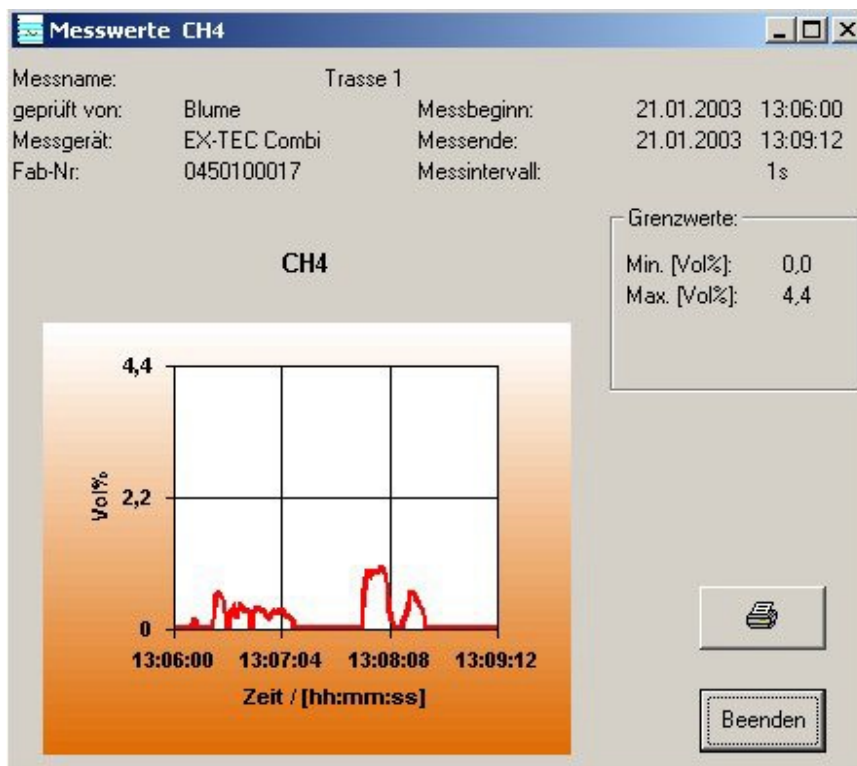 Messwerte CH4
Messname: Trasse 1
geprüft von: Blume Messbeginn: 21.01.2003 13:06:00
Messgerät: EX-TEC Combi Messende: 21.01.2003 13:09:12
Fab-Nr: 0450100017 Messintervall: 1s
Grenzwerte:
Min. [Vol%]: 0,0
Max. [Vol%]: 4,4
CH4
4,4
Vol%
2,2
0
13:06:00 13:07:04 13:08:08 13:09:12
Zeit / [hh:mm:ss]
Beenden